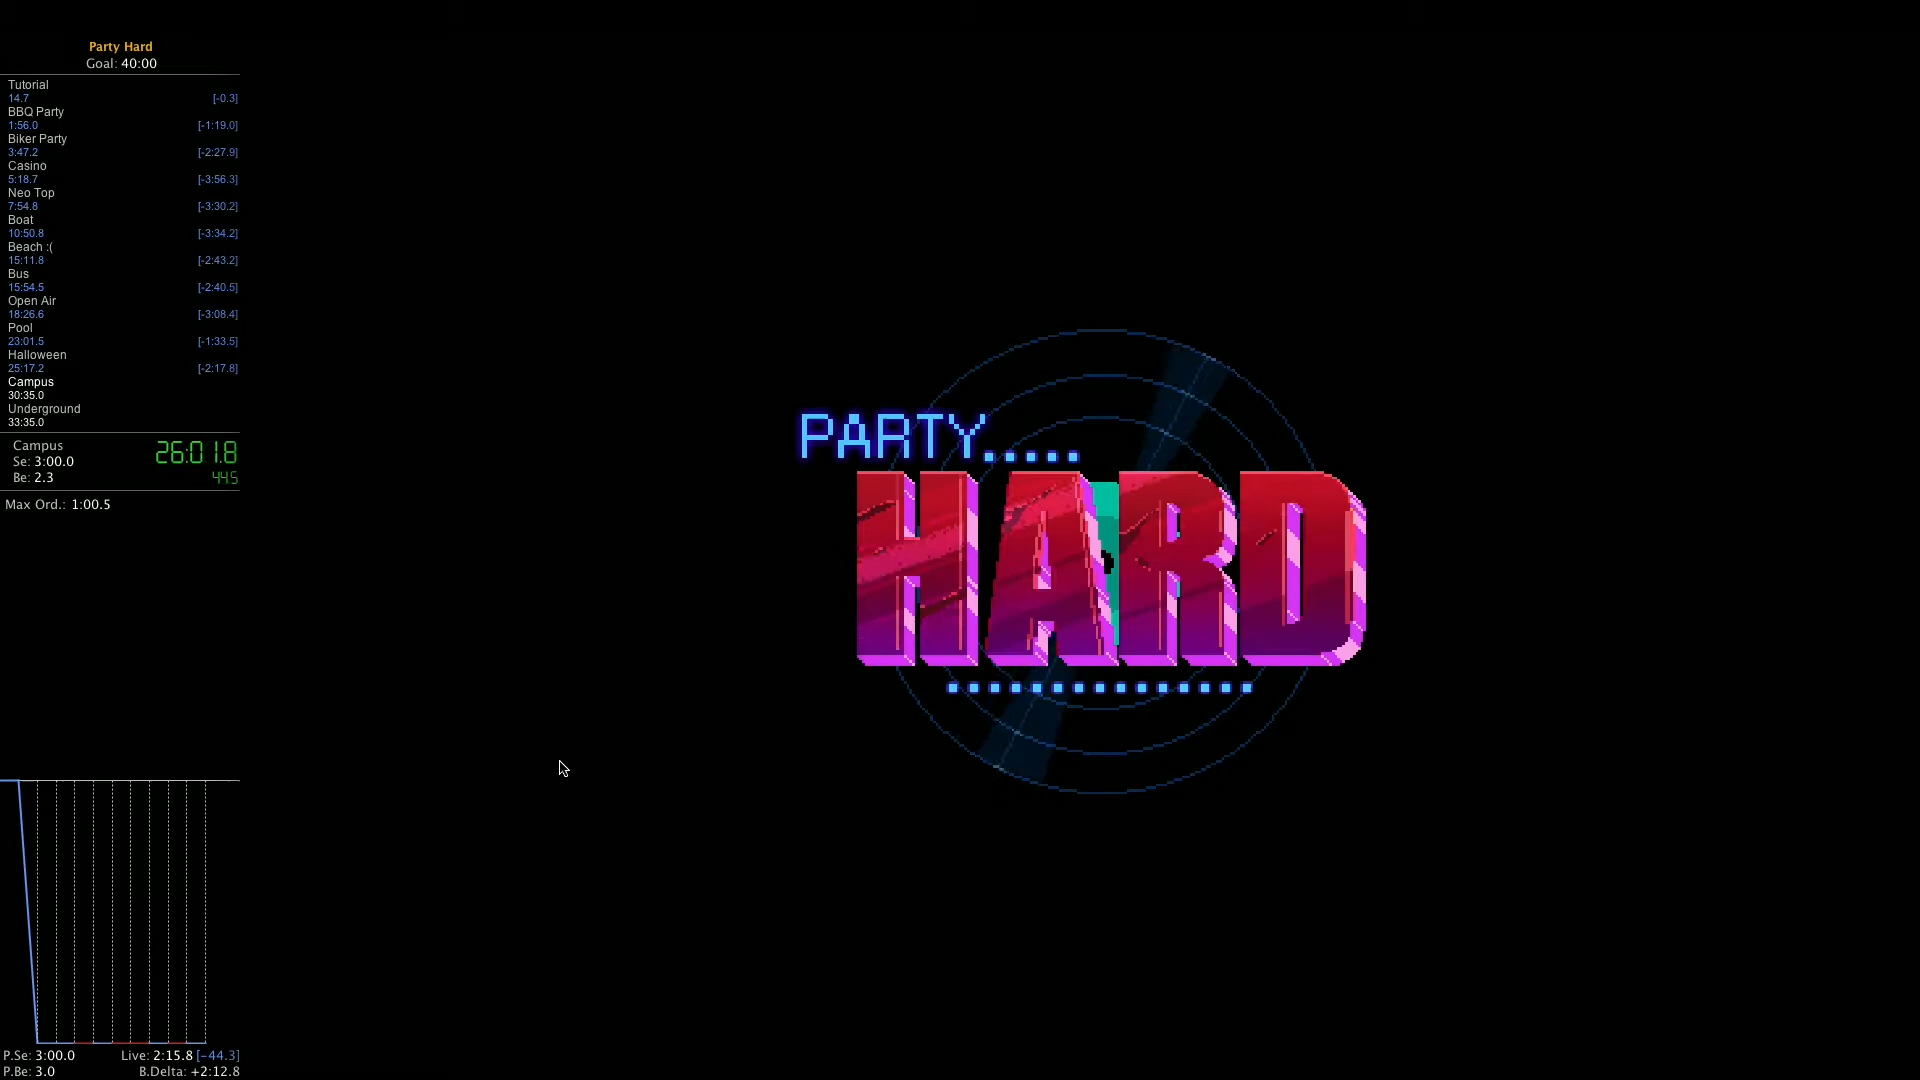 Party Hard
Goal: 40:00
Tutorial
14.7 [-0.3]
BBQ Party
1:56.0 [-1:19.0]
Biker Party
3:47.2 [-2:27.9]
Casino
5:18.7 [-3:56.3]
Neo Top
7:54.8 [-3:30.2]
Boat
10:50.8 [-3:34.2]
Beach :(
15:11.8 [-2:43.2]
Bus
15:54.5 [-2:40.5]
Open Air
18:26.6 [-3:08.4]
Pool
23:01.5 [-1:33.5]
Halloween
25:17.2 [-2:17.8]
Campus
30:35.0
Underground
33:35.0
Campus 26:01.8
Se: 3:00.0
Be: 2.3 44.5
Max Ord.: 1:00.5
PARTY.....
HARD
P.Se: 3:00.0 Live: 2:15.8 [-44.3]
P.Be: 3.0 B.Delta: +2:12.8